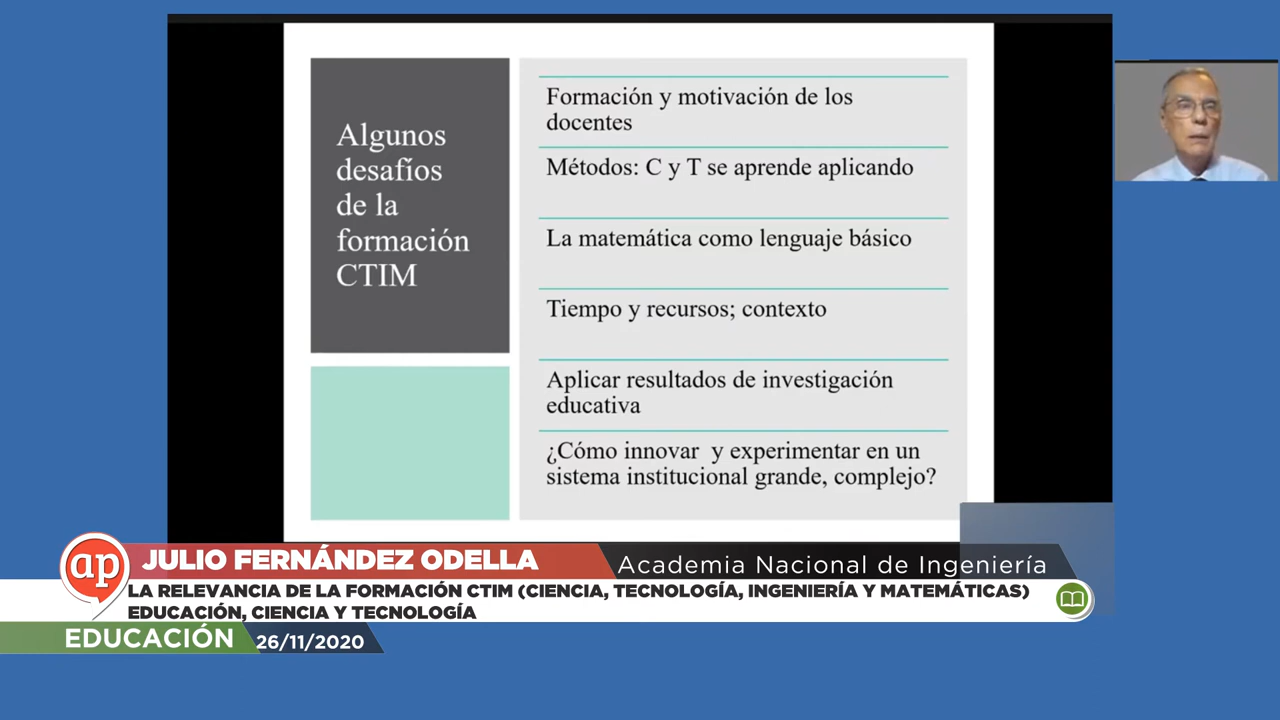 Algunos
desafíos
de la
formación
CTIM
Formación y motivación de los
docentes
Métodos: C y T se aprende aplicando
La matemática como lenguaje básico
Tiempo y recursos; contexto
Aplicar resultados de investigación
educativa
¿Cómo innovar y experimentar en un
sistema institucional grande, complejo?
ap
JULIO FERNÁNDEZ ODELLA
Academia Nacional de Ingeniería
LA RELEVANCIA DE LA FORMACIÓN CTIM (CIENCIA, TECNOLOGÍA, INGENIERÍA Y MATEMÁTICAS)
EDUCACIÓN, CIENCIA Y TECNOLOGÍA
EDUCACIÓN
26/11/2020